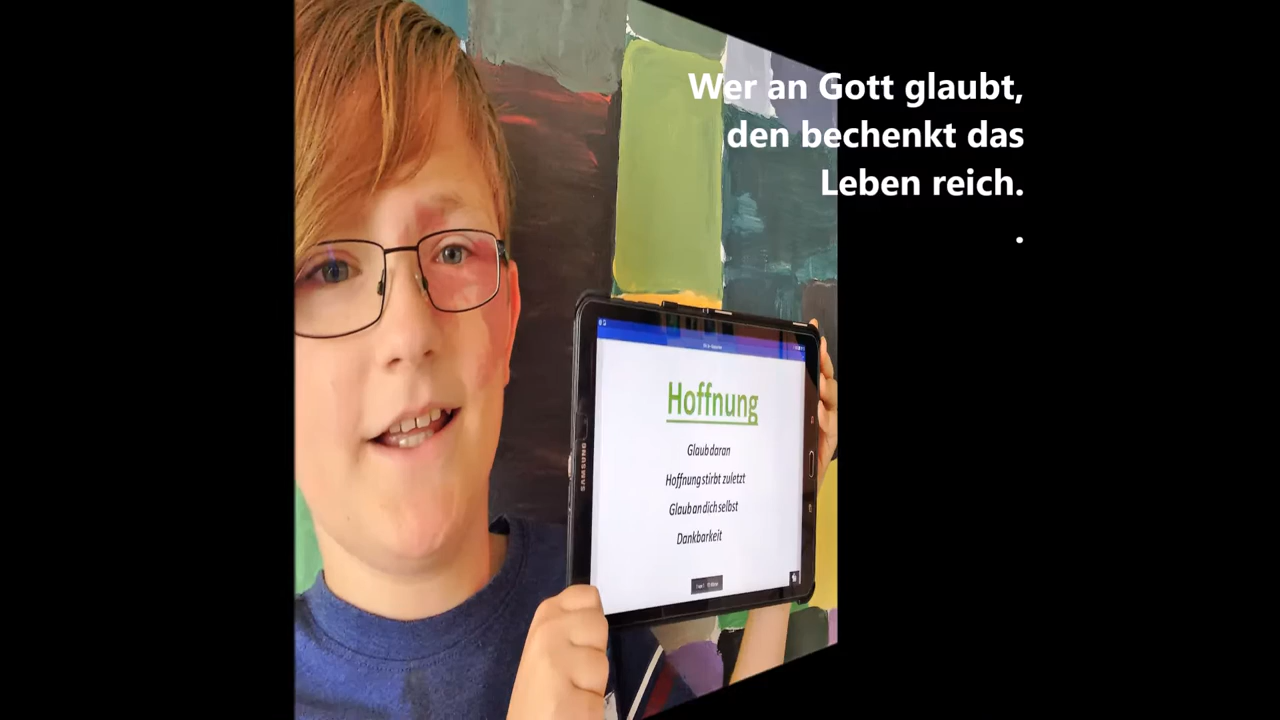 Wer an Gott glaubt,
den bechenkt das
Leben reich.
.
SAMSUNG
Hoffnung
Glaub daran
Hoffnung stirbt zuletzt
Glaub an dich selbst
Dankbarkeit